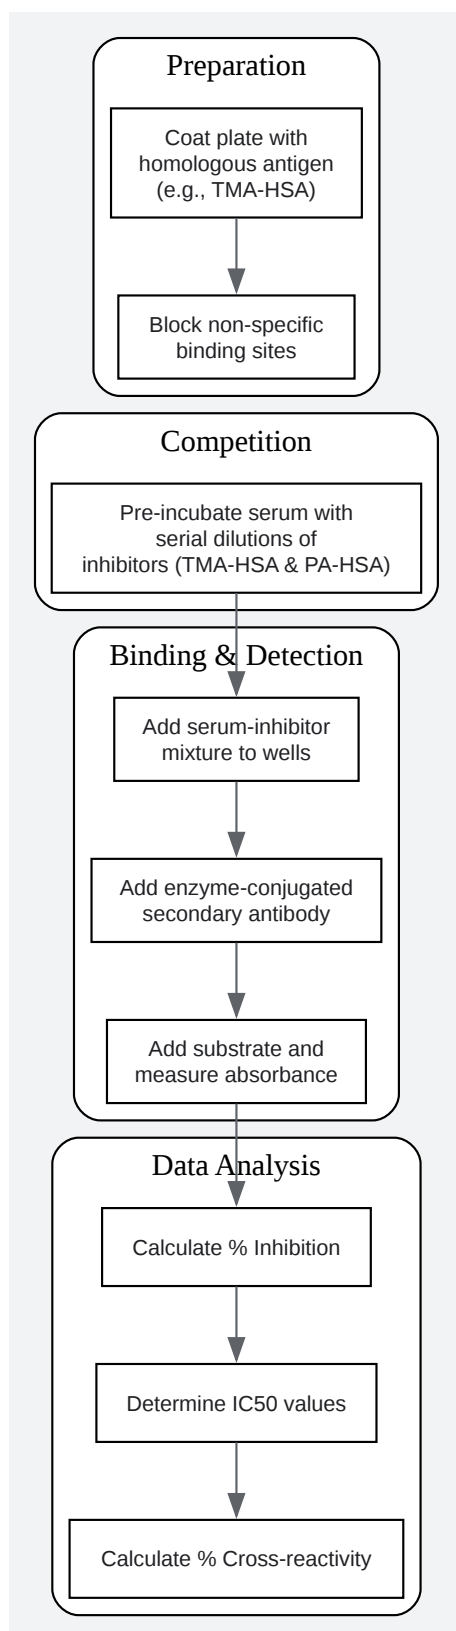 Preparation
Coat plate with
homologous antigen
(e.g., TMA-HSA)
Block non-specific
binding sites
Competition
Pre-incubate serum with
serial dilutions of
inhibitors (TMA-HSA & PA-HSA)
Binding & Detection
Add serum-inhibitor
mixture to wells
Add enzyme-conjugated
secondary antibody
Add substrate and
measure absorbance
Data Analysis
Calculate % Inhibition
Determine IC50 values
Calculate % Cross-reactivity